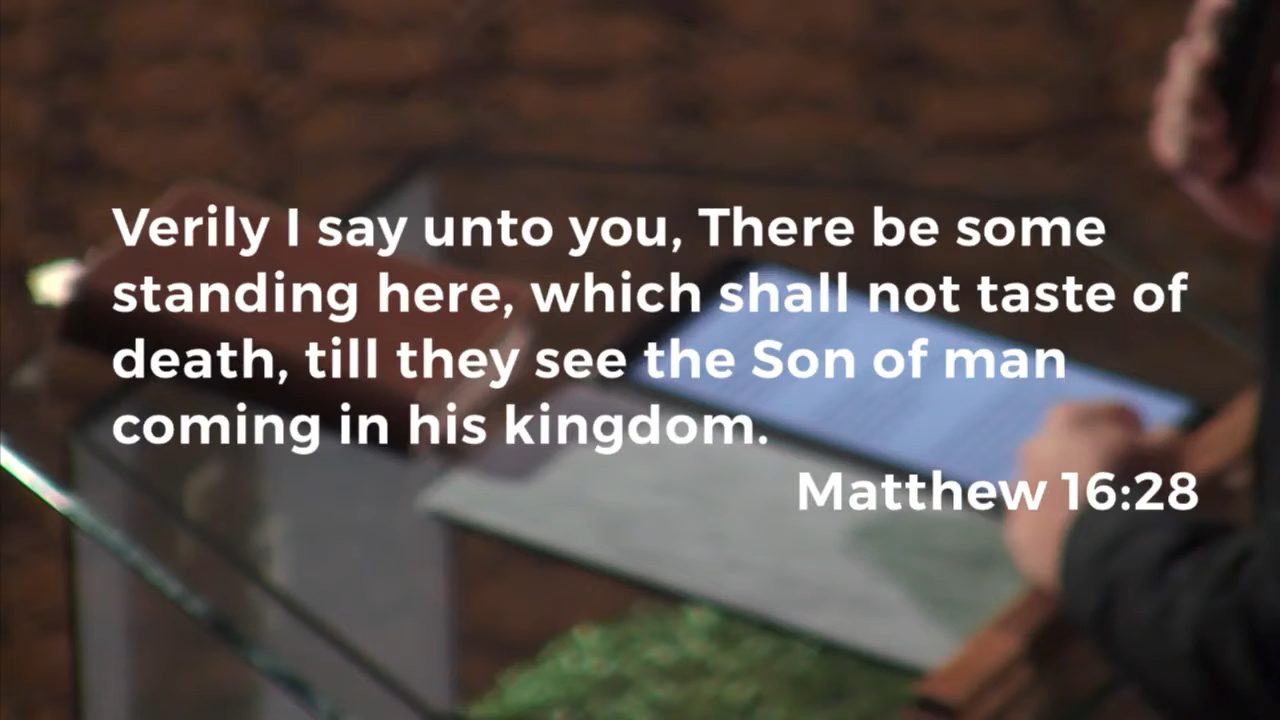 Verily I say unto you, There be some
standing here, which shall not taste of
death, till they see the Son of man
coming in his kingdom.
Matthew 16:28